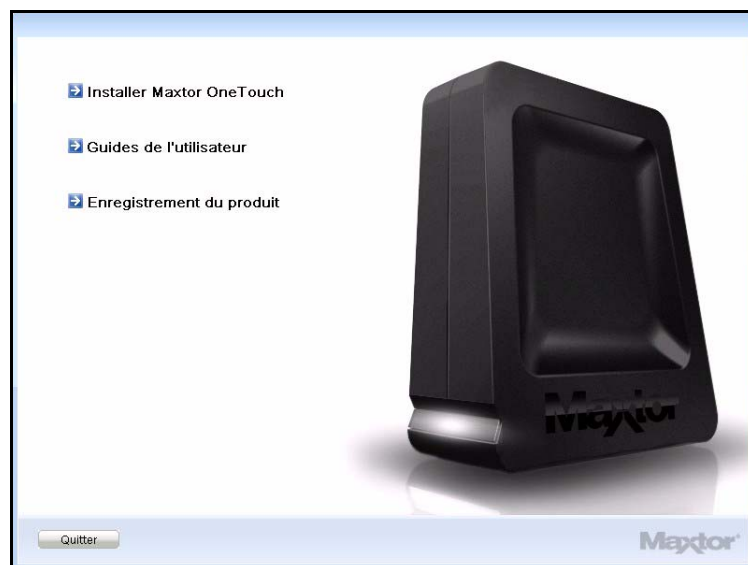 Installer Maxtor OneTouch
Guides de l'utilisateur
Enregistrement du produit
Maxtor
Quitter
Maxtor